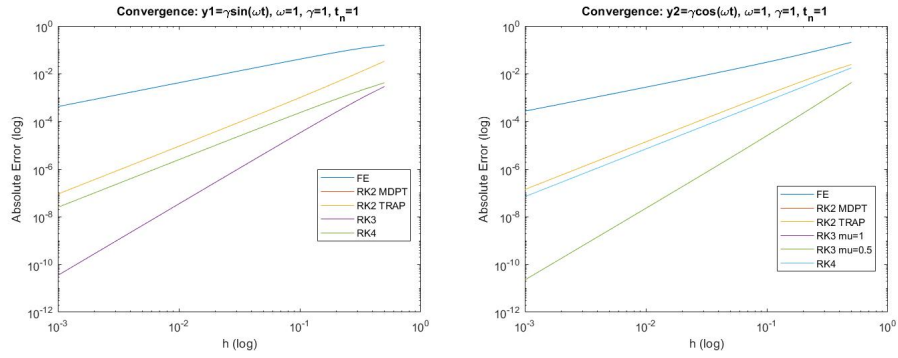 Convergence: y1=γsin(ωt), ω=1, γ=1, t_n=1
10^0
10^-2
10^-4
10^-6
10^-8
10^-10
10^-12
Absolute Error (log)
FE
RK2 MDPT
RK2 TRAP
RK3
RK4
10^-3
10^-2
10^-1
10^0
h (log)
Convergence: y2=γcos(ωt), ω=1, γ=1, t_n=1
10^0
10^-2
10^-4
10^-6
10^-8
10^-10
10^-12
Absolute Error (log)
FE
RK2 MDPT
RK2 TRAP
RK3 mu=1
RK3 mu=0.5
RK4
10^-3
10^-2
10^-1
10^0
h (log)